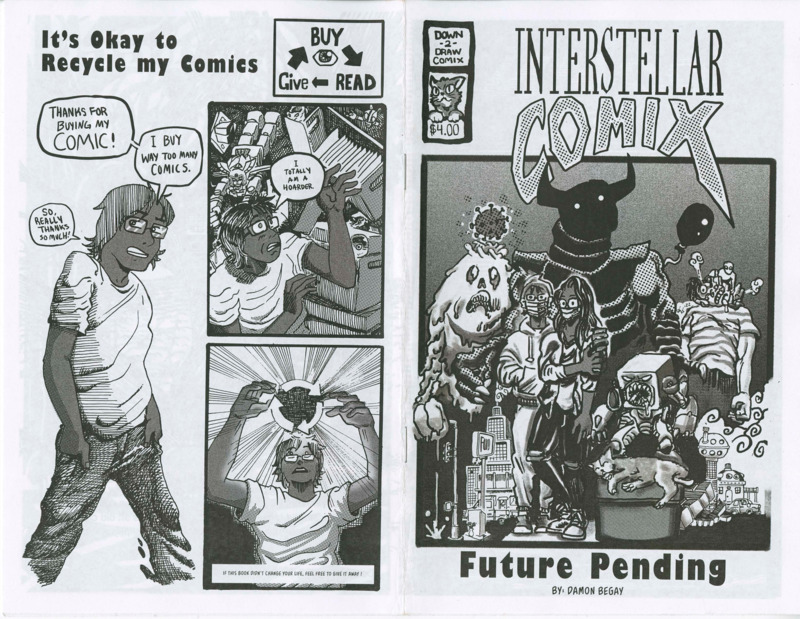 It's Okay to
Recycle my Comics
BUY
Give
READ
THANKS FOR
BUYING MY
COMIC!
I BUY
WAY TOO MANY
COMICS.
SO,
REALLY
THANKS
SO MUCH!
I
TOTALLY
AM A
HOARDER
IF THIS BOOK DIDN'T CHANGE YOUR LIFE, FEEL FREE TO GIVE IT AWAY!
DOWN
-2-
DRAW
COMIX
$4.00
INTERSTELLAR
COMIX
Future Pending
BY: DAMON BEGAY